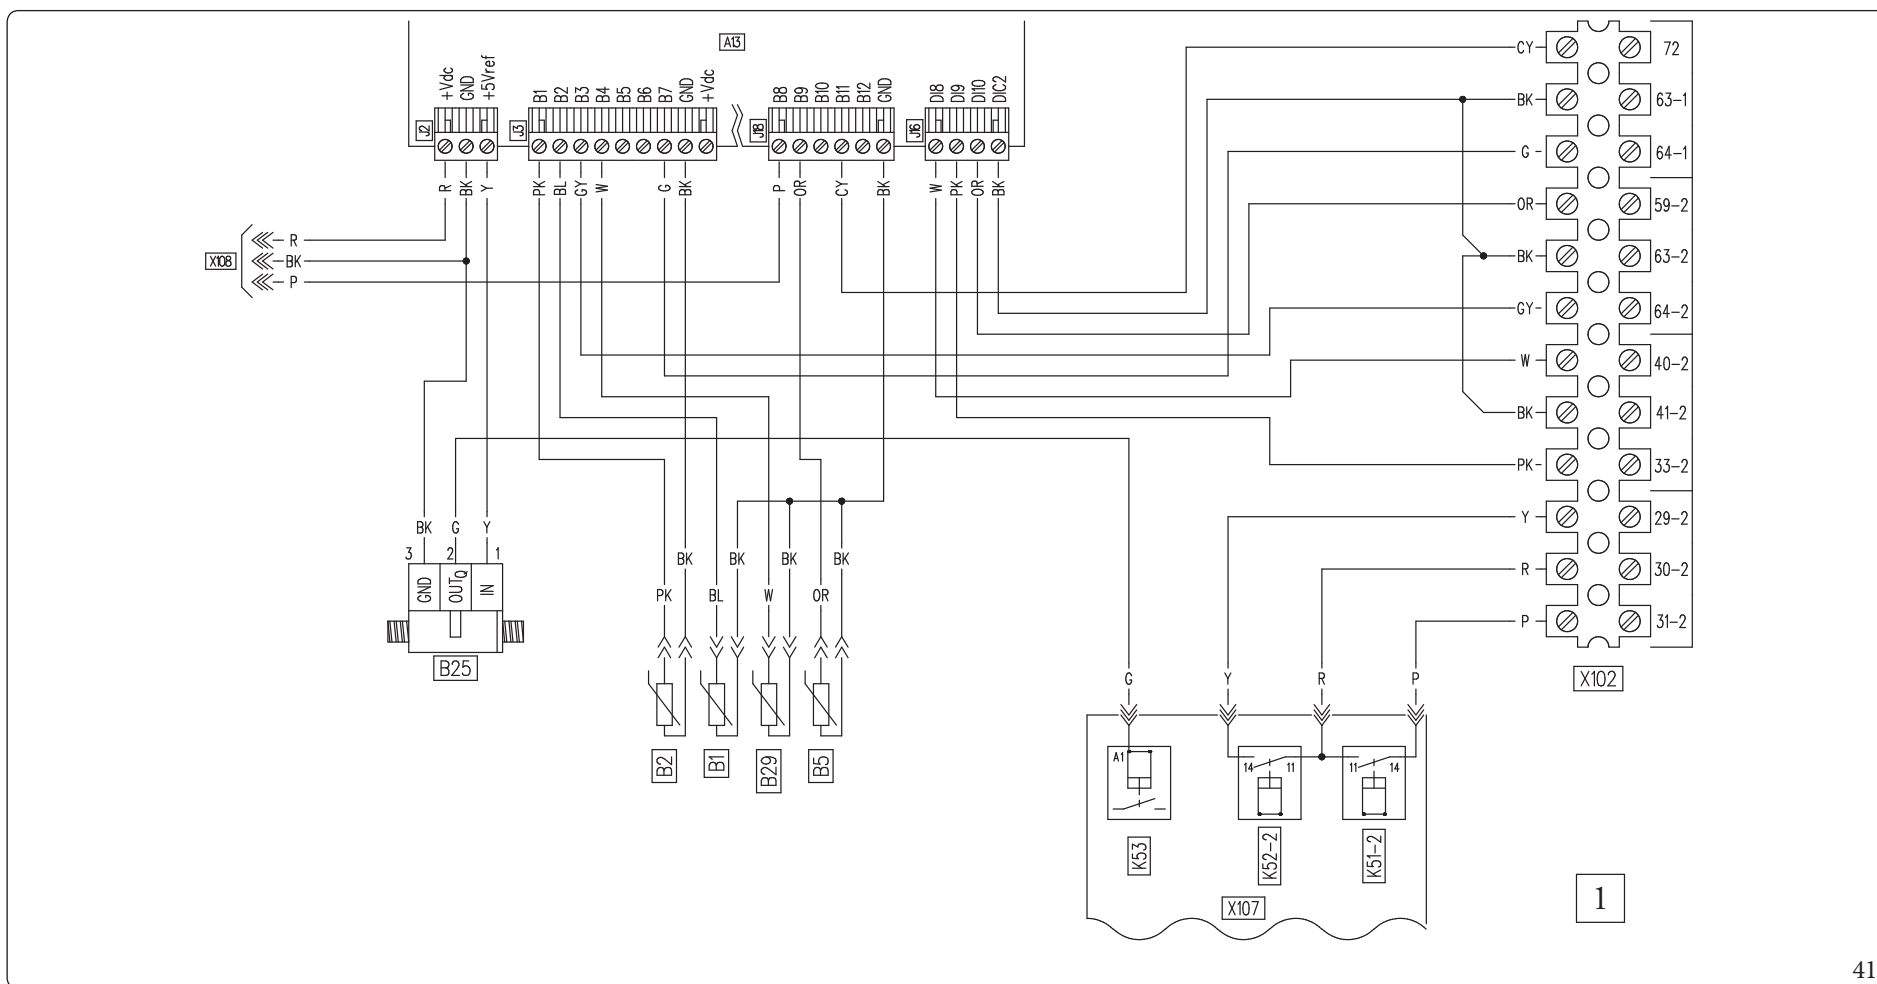 A13
+Vdc GND +5Vref
B1 B2 B3 B4 B5 B6 B7 GND +Vdc
B8 B9 B10 B11 B12 GND
DI8 DI9 DI10 DIC2
J2 J3 J18 J16
R BK Y
PK BL GY W G BK
P OR CY BK
W PK OR BK
X108
R
BK
P
CY 72
BK 63-1
G 64-1
OR 59-2
BK 63-2
GY 64-2
W 40-2
BK 41-2
PK 33-2
Y 29-2
R 30-2
P 31-2
X102
BK G Y
3 2 1
GND OUTQ IN
B25
BK BK BK BK
PK BL W OR
B2 B1 B29 B5
G Y R P
A1
14 11
11 14
K53 K52-2 K51-2
X107
1
41